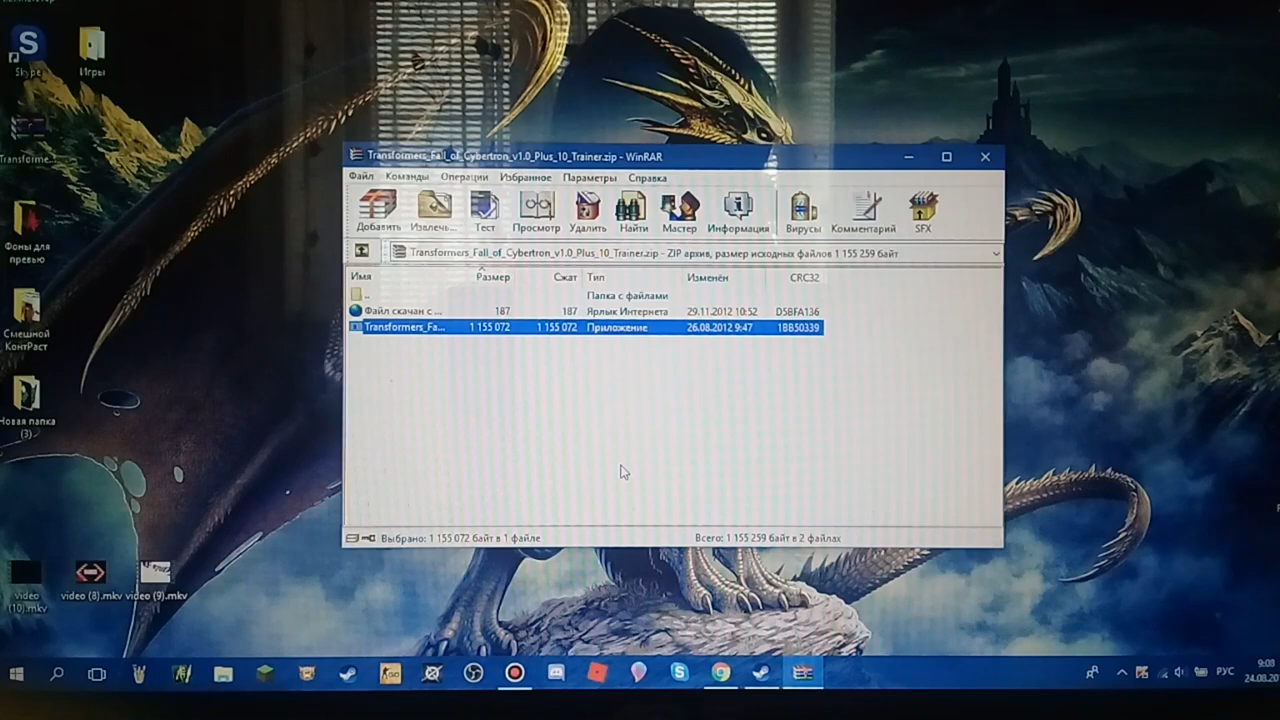 Skype
Игры
Transforme...
Фоны для
превью
Смешной
КонтРаст
Новая папка
(3)
video
(10).mkv
video (8).mkv
video (9).mkv
Transformers_Fall_of_Cybertron_v1.0_Plus_10_Trainer.zip - WinRAR
Файл Команды Операции Избранное Параметры Справка
Добавить Извлечь... Тест Просмотр Удалить Найти Мастер Информация Вирусы Комментарий SFX
Transformers_Fall_of_Cybertron_v1.0_Plus_10_Trainer.zip - ZIP архив, размер исходных файлов 1 155 259 байт
Имя Размер Сжат Тип Изменён CRC32
.. Папка с файлами
Файл скачан с ... 187 187 Ярлык Интернета 29.11.2012 10:52 D5BFA136
Transformers_Fa... 1 155 072 1 155 072 Приложение 26.08.2012 9:47 1BB50339
Выбрано: 1 155 072 байт в 1 файле Всего: 1 155 259 байт в 2 файлах
GO
РУС
9:03
24.08.20